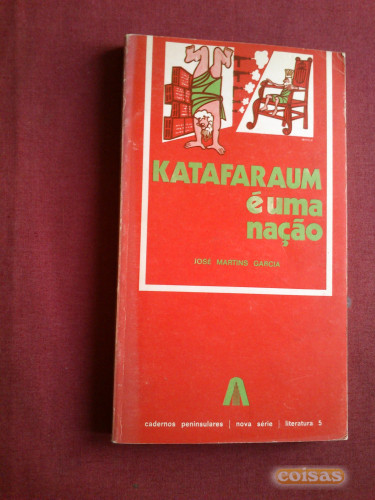 KATAFARAUM
é uma
nação
JOSÉ MARTINS GARCIA
cadernos peninsulares | nova série | literatura 5
coisas